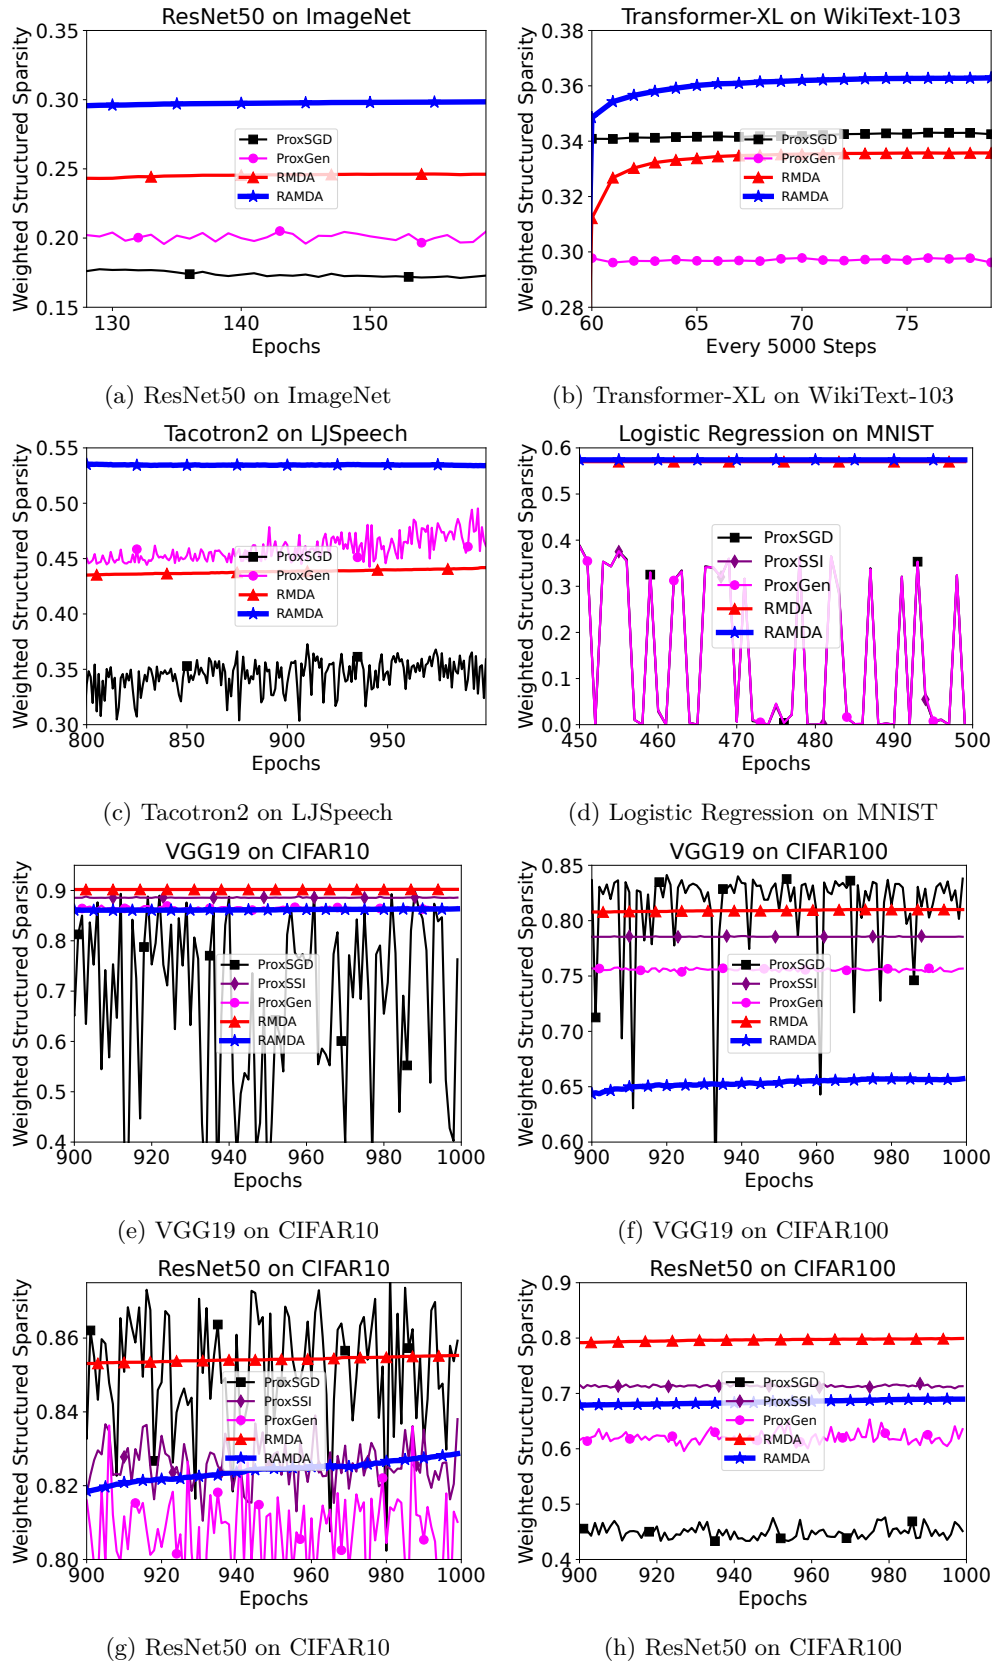 ResNet50 on ImageNet
Weighted Structured Sparsity
0.35
0.30
0.25
0.20
0.15
ProxSGD
ProxGen
RMDA
RAMDA
130 140 150
Epochs
(a) ResNet50 on ImageNet
Transformer-XL on WikiText-103
Weighted Structured Sparsity
0.38
0.36
0.34
0.32
0.30
0.28
ProxSGD
ProxGen
RMDA
RAMDA
60 65 70 75
Every 5000 Steps
(b) Transformer-XL on WikiText-103
Tacotron2 on LJSpeech
Weighted Structured Sparsity
0.55
0.50
0.45
0.40
0.35
0.30
ProxSGD
ProxGen
RMDA
RAMDA
800 850 900 950
Epochs
(c) Tacotron2 on LJSpeech
Logistic Regression on MNIST
Weighted Structured Sparsity
0.6
0.5
0.4
0.3
0.2
0.1
0.0
ProxSGD
ProxSSI
ProxGen
RMDA
RAMDA
450 460 470 480 490 500
Epochs
(d) Logistic Regression on MNIST
VGG19 on CIFAR10
Weighted Structured Sparsity
0.9
0.8
0.7
0.6
0.5
0.4
ProxSGD
ProxSSI
ProxGen
RMDA
RAMDA
900 920 940 960 980 1000
Epochs
(e) VGG19 on CIFAR10
VGG19 on CIFAR100
Weighted Structured Sparsity
0.85
0.80
0.75
0.70
0.65
0.60
ProxSGD
ProxSSI
ProxGen
RMDA
RAMDA
900 920 940 960 980 1000
Epochs
(f) VGG19 on CIFAR100
ResNet50 on CIFAR10
Weighted Structured Sparsity
0.86
0.84
0.82
0.80
ProxSGD
ProxSSI
ProxGen
RMDA
RAMDA
900 920 940 960 980 1000
Epochs
(g) ResNet50 on CIFAR10
ResNet50 on CIFAR100
Weighted Structured Sparsity
0.9
0.8
0.7
0.6
0.5
0.4
ProxSGD
ProxSSI
ProxGen
RMDA
RAMDA
900 920 940 960 980 1000
Epochs
(h) ResNet50 on CIFAR100